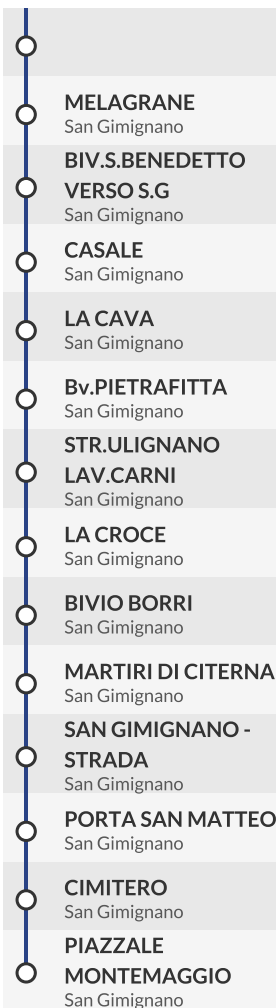 MELAGRANE
San Gimignano
BIV.S.BENEDETTO
VERSO S.G
San Gimignano
CASALE
San Gimignano
LA CAVA
San Gimignano
Bv.PIETRAFITTA
San Gimignano
STR.ULIGNANO
LAV.CARNI
San Gimignano
LA CROCE
San Gimignano
BIVIO BORRI
San Gimignano
MARTIRI DI CITERNA
San Gimignano
SAN GIMIGNANO -
STRADA
San Gimignano
PORTA SAN MATTEO
San Gimignano
CIMITERO
San Gimignano
PIAZZALE
MONTEMAGGIO
San Gimignano